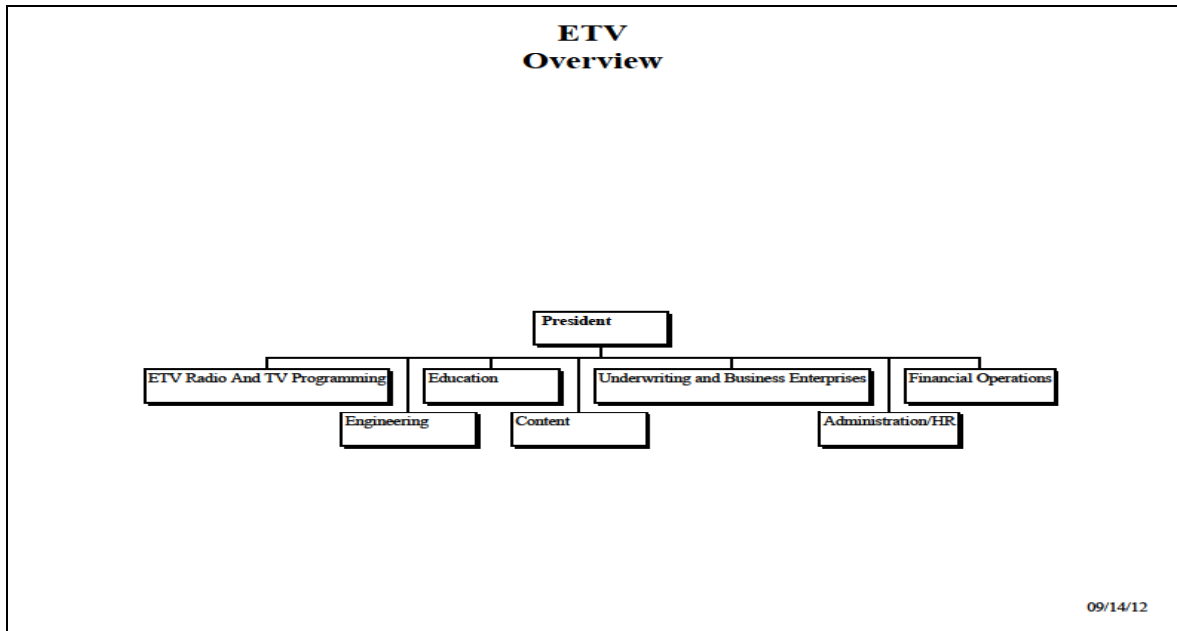 ETV
Overview
President
ETV Radio And TV Programming
Education
Underwriting and Business Enterprises
Financial Operations
Engineering
Content
Administration/HR
09/14/12